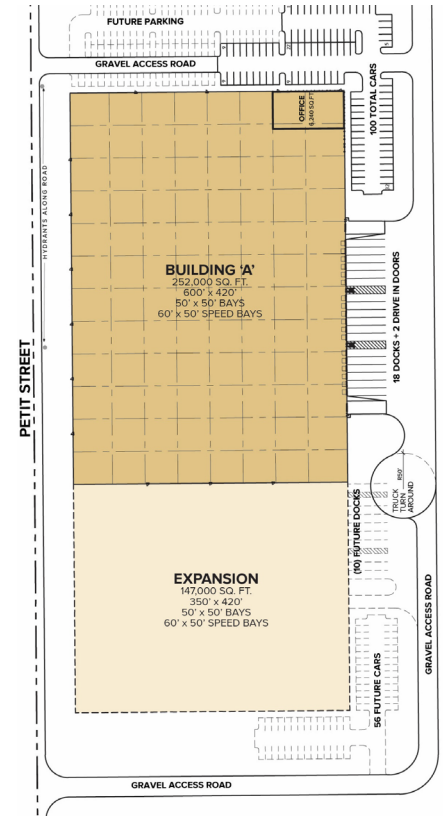 FUTURE PARKING
GRAVEL ACCESS ROAD
OFFICE
100 TOTAL CARS
HYDRANTS ALONG ROAD
BUILDING ‘A’
252,000 SQ. FT.
600’ x 420’
50’ x 50’ BAYS
60’ x 50’ SPEED BAYS
18 DOCKS + 2 DRIVE IN DOORS
PETIT STREET
R50'
TRUCK
TURN
AROUND
(10) FUTURE DOCKS
EXPANSION
147,000 SQ. FT.
350’ x 420’
50’ x 50’ BAYS
60’ x 50’ SPEED BAYS
GRAVEL ACCESS ROAD
56 FUTURE CARS
GRAVEL ACCESS ROAD